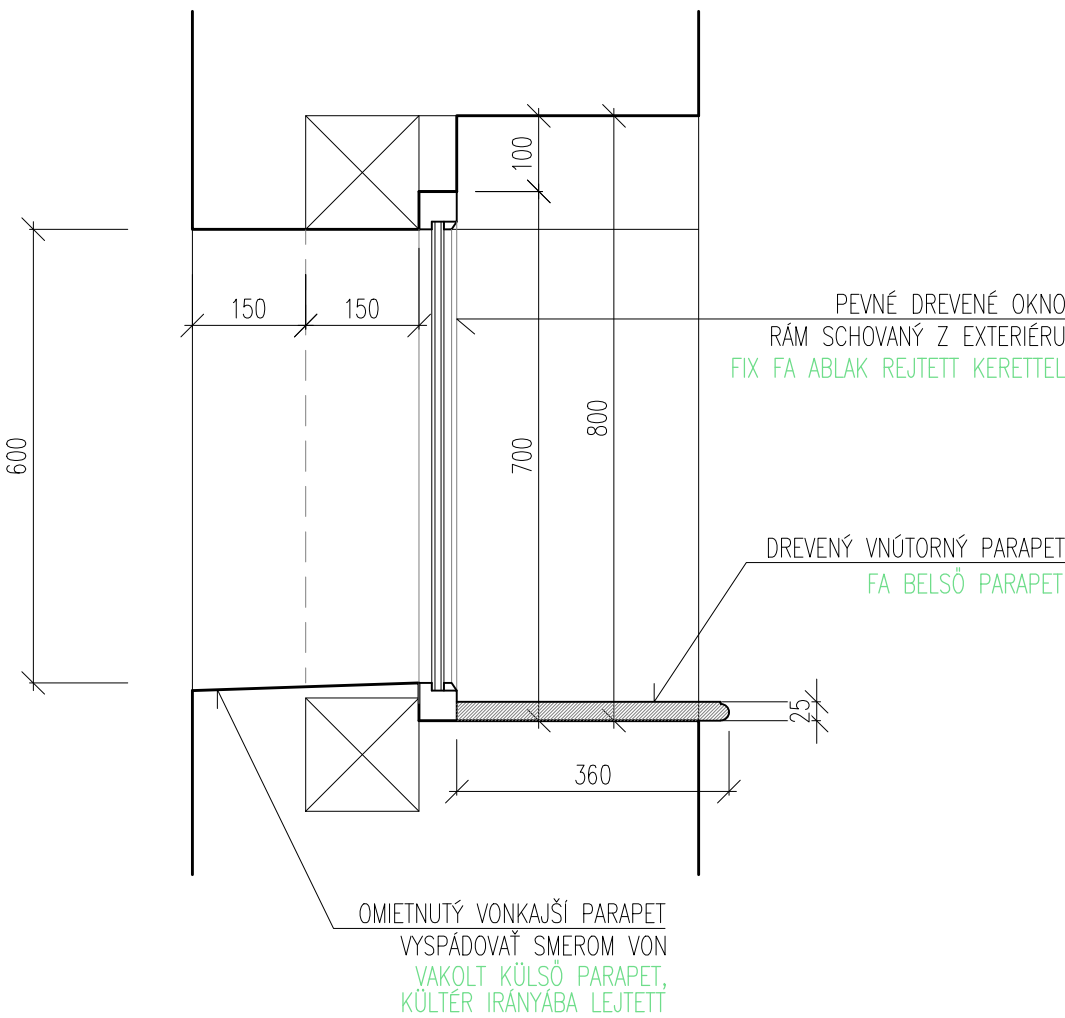 100
150
150
PEVNÉ DREVENÉ OKNO
RÁM SCHOVANÝ Z EXTERIÉRU
FIX FA ABLAK REJTETT KERETTEL
600
700
800
DREVENÝ VNÚTORNÝ PARAPET
FA BELSŐ PARAPET
25
360
OMIETNUTÝ VONKAJŠÍ PARAPET
VYSPÁDOVAŤ SMEROM VON
VAKOLT KÜLSŐ PARAPET,
KÜLTÉR IRÁNYÁBA LEJTETT